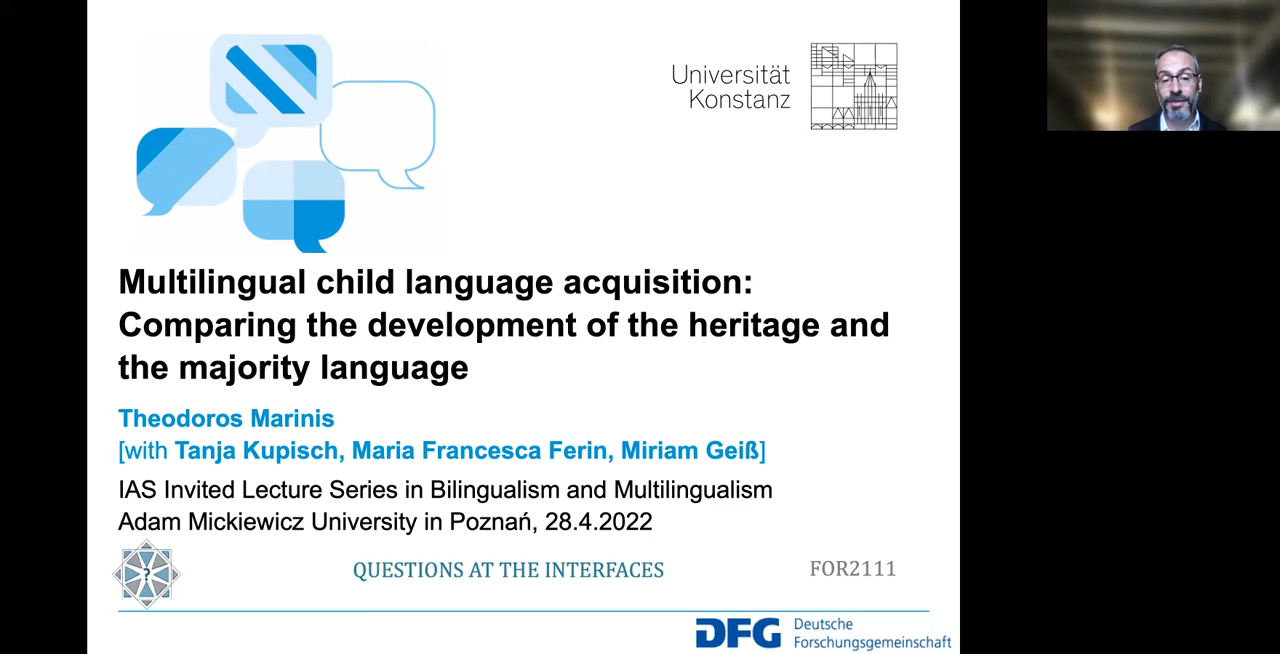 Universität
Konstanz
Multilingual child language acquisition:
Comparing the development of the heritage and
the majority language
Theodoros Marinis
[with Tanja Kupisch, Maria Francesca Ferin, Miriam Geiß]
IAS Invited Lecture Series in Bilingualism and Multilingualism
Adam Mickiewicz University in Poznań, 28.4.2022
?
QUESTIONS AT THE INTERFACES
FOR2111
DFG
Deutsche
Forschungsgemeinschaft